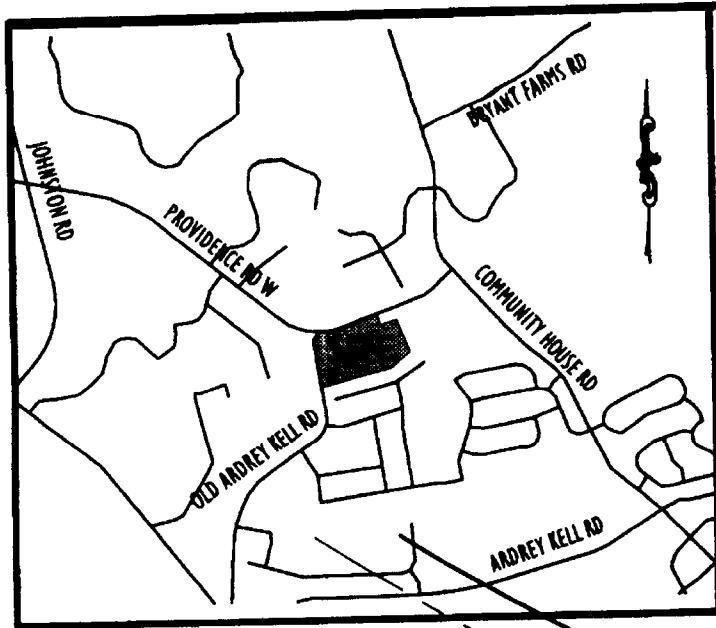 BRYANT FARMS RD
JOHNSTON RD
PROVIDENCE RD W
COMMUNITY HOUSE RD
OLD ARDREY KELL RD
ARDREY KELL RD